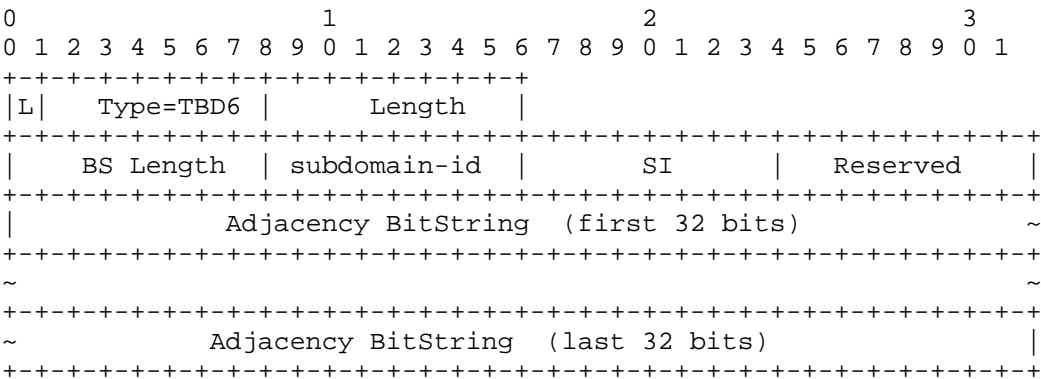 0                   1                   2                   3
0 1 2 3 4 5 6 7 8 9 0 1 2 3 4 5 6 7 8 9 0 1 2 3 4 5 6 7 8 9 0 1
+-+-+-+-+-+-+-+-+-+-+-+-+-+-+-+-+
|L|  Type=TBD6  |      Length   |
+-+-+-+-+-+-+-+-+-+-+-+-+-+-+-+-+-+-+-+-+-+-+-+-+-+-+-+-+-+-+-+-+
|    BS Length  | subdomain-id  |       SI      |  Reserved     |
+-+-+-+-+-+-+-+-+-+-+-+-+-+-+-+-+-+-+-+-+-+-+-+-+-+-+-+-+-+-+-+-+
|             Adjacency BitString  (first 32 bits)              ~
+-+-+-+-+-+-+-+-+-+-+-+-+-+-+-+-+-+-+-+-+-+-+-+-+-+-+-+-+-+-+-+-+
~                                                               ~
+-+-+-+-+-+-+-+-+-+-+-+-+-+-+-+-+-+-+-+-+-+-+-+-+-+-+-+-+-+-+-+-+
~            Adjacency BitString  (last 32 bits)                |
+-+-+-+-+-+-+-+-+-+-+-+-+-+-+-+-+-+-+-+-+-+-+-+-+-+-+-+-+-+-+-+-+